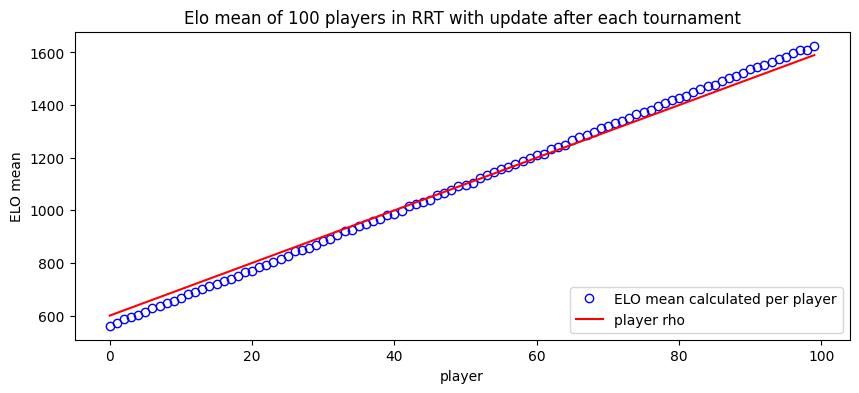 Elo mean of 100 players in RRT with update after each tournament
1600
1400
1200
1000
800
600
ELO mean
0
20
40
60
80
100
player
ELO mean calculated per player
player rho